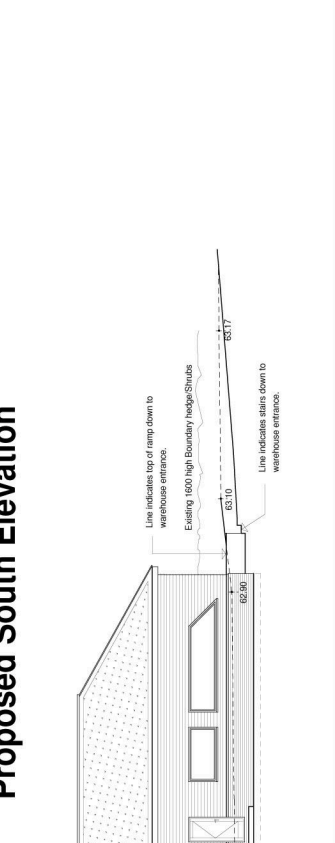 Proposed South Elevation
Line indicates top of ramp down to
warehouse entrance.
Existing 1600 high Boundary hedge/Shrubs
63.17
63.10
62.90
Line indicates stairs down to
warehouse entrance.